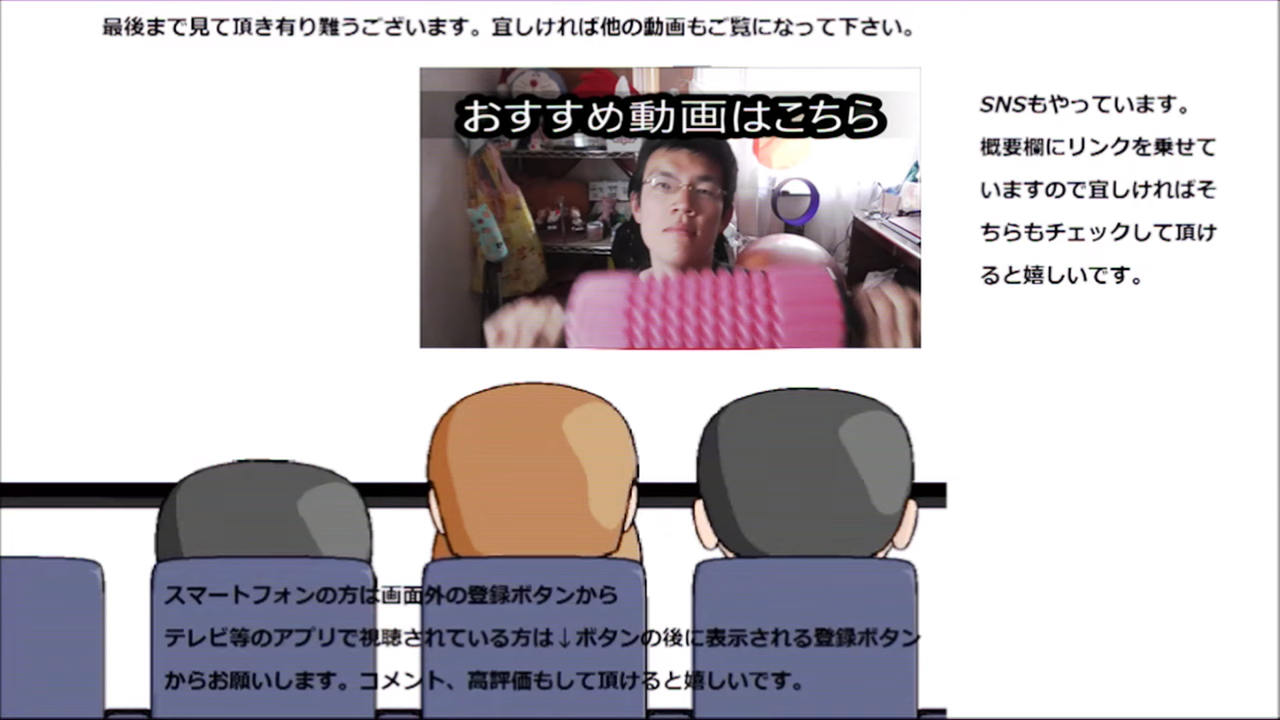 最後まで見て頂き有り難うございます。宜しければ他の動画もご覧になって下さい。
おすすめ動画はこちら
SNSもやっています。
概要欄にリンクを乗せて
いますので宜しければそ
ちらもチェックして頂け
ると嬉しいです。
スマートフォンの方は画面外の登録ボタンから
テレビ等のアプリで視聴されている方は↓ボタンの後に表示される登録ボタン
からお願いします。コメント、高評価もして頂けると嬉しいです。